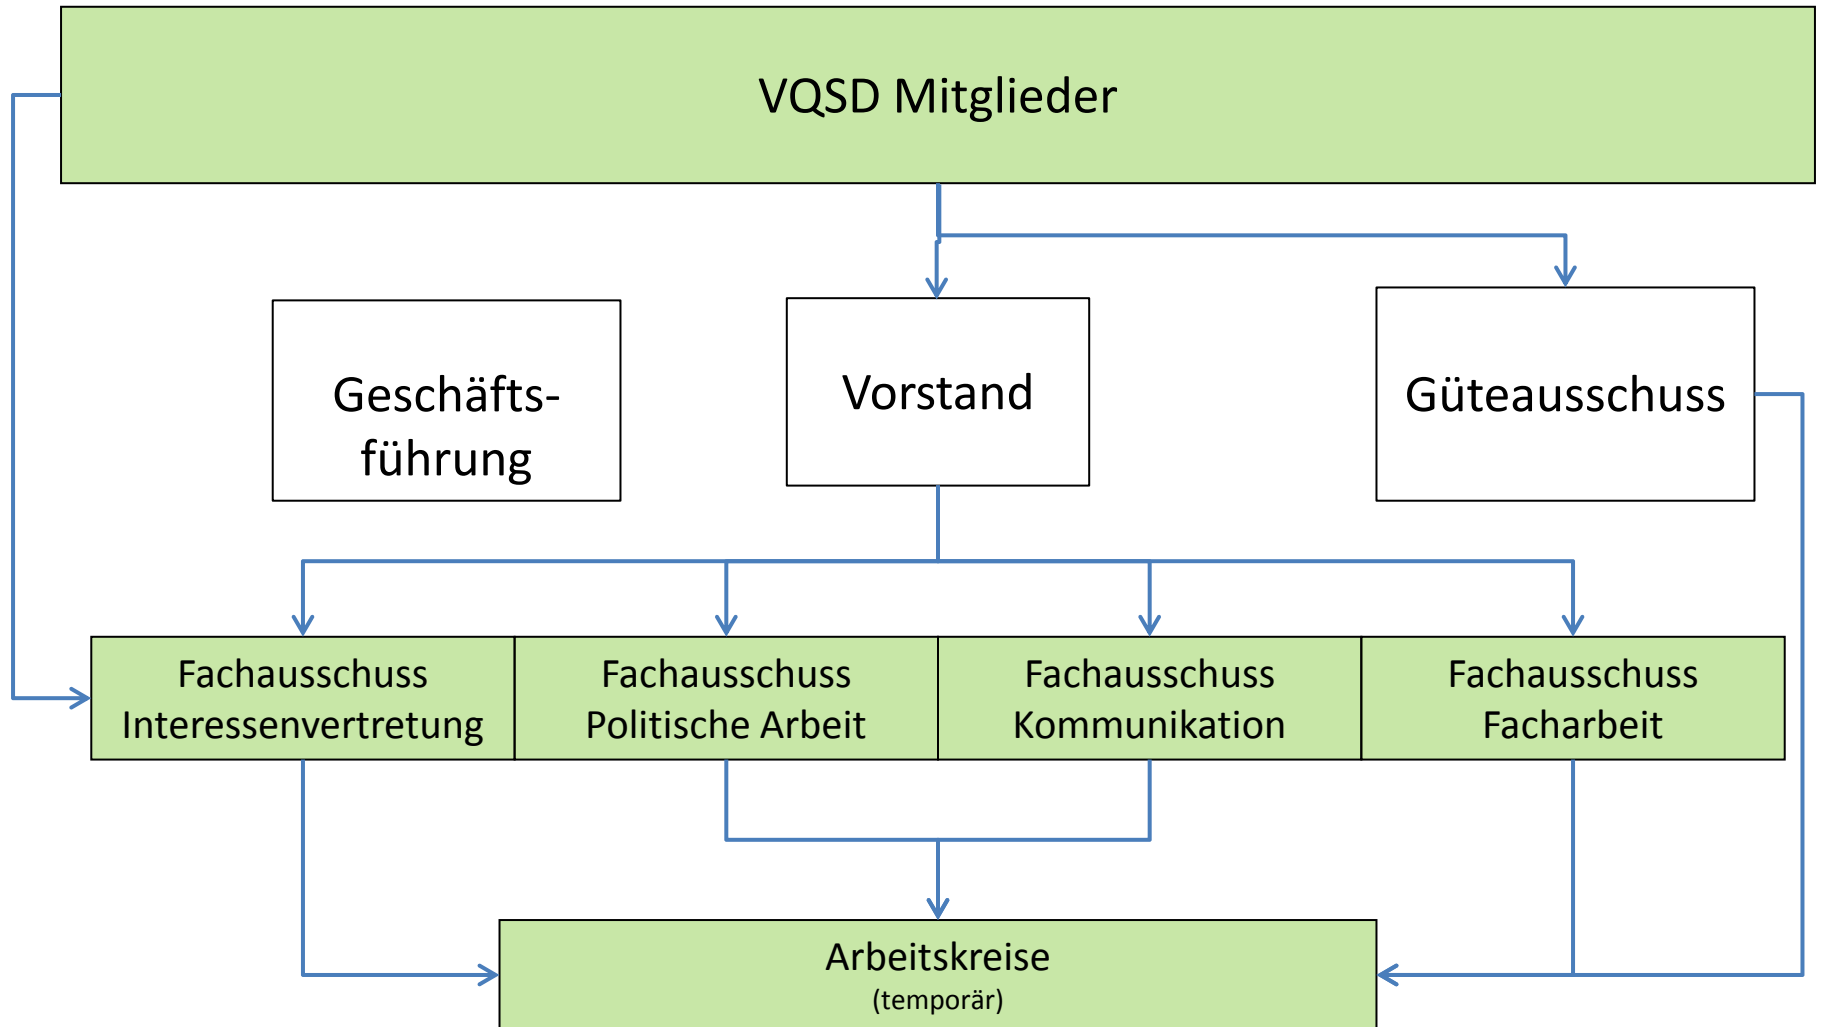 VQSD Mitglieder
Geschäfts-
führung
Vorstand
Güteausschuss
Fachausschuss
Interessenvertretung
Fachausschuss
Politische Arbeit
Fachausschuss
Kommunikation
Fachausschuss
Facharbeit
Arbeitskreise
(temporär)